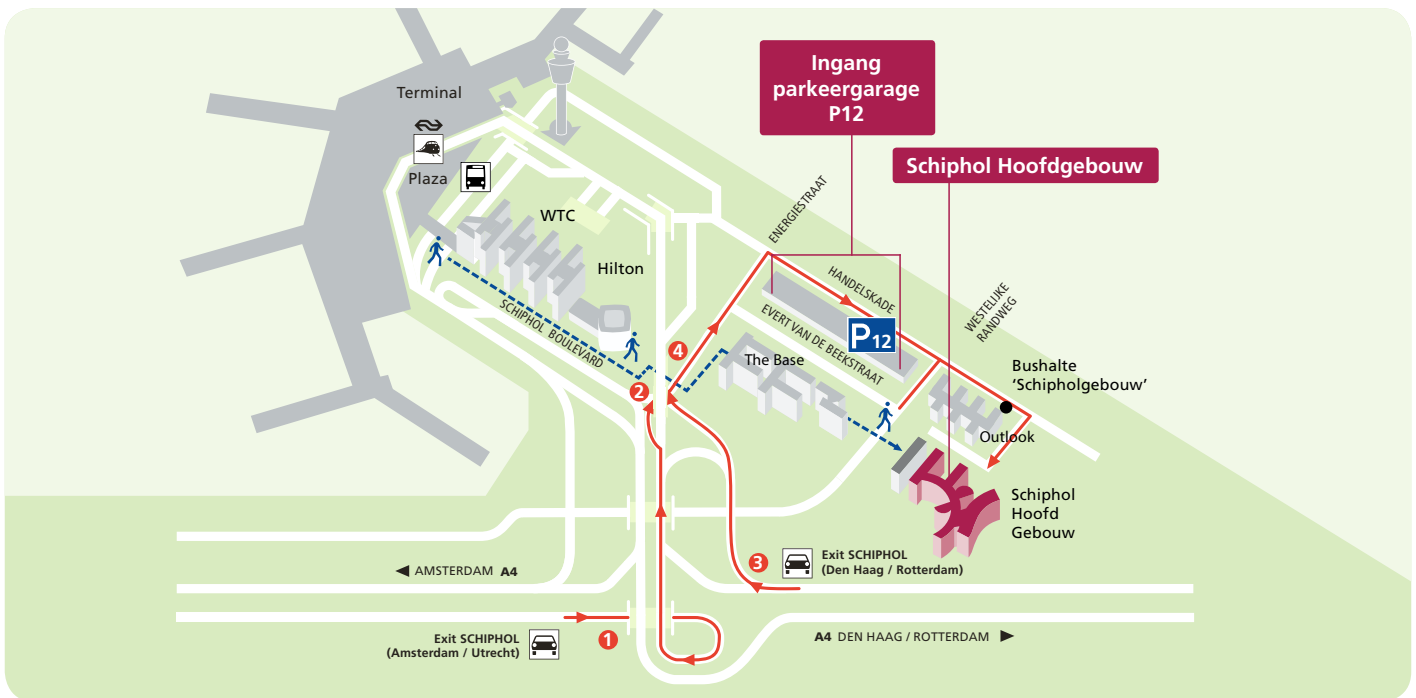 Ingang
parkeergarage
P12
Schiphol Hoofdgebouw
Terminal
Plaza
WTC
Hilton
ENERGIESTRAAT
HANDELSKADE
WESTELIJKE
RANDWEG
SCHIPHOL BOULEVARD
EVERT VAN DE BEEKSTRAAT
P12
The Base
Bushalte
'Schipholgebouw'
Outlook
4
2
Schiphol
Hoofd
Gebouw
3
Exit SCHIPHOL
(Den Haag / Rotterdam)
AMSTERDAM A4
1
Exit SCHIPHOL
(Amsterdam / Utrecht)
A4 DEN HAAG / ROTTERDAM